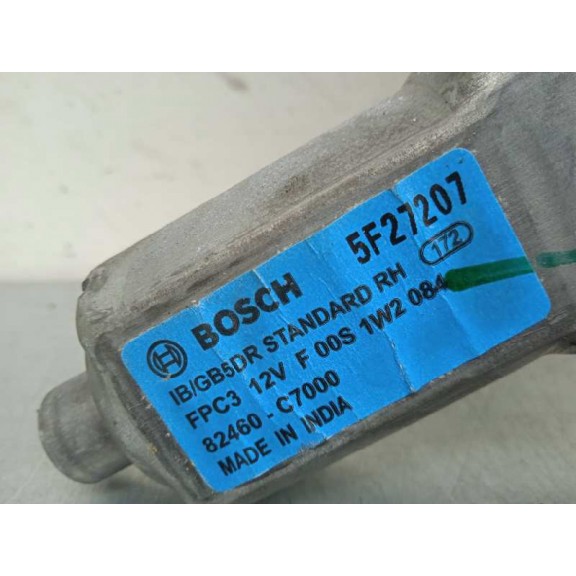 BOSCH 5F27207
IB/GB5DR STANDARD RH 172
FPC3 12V F 00S 1W2 084
82460 - C7000
MADE IN INDIA